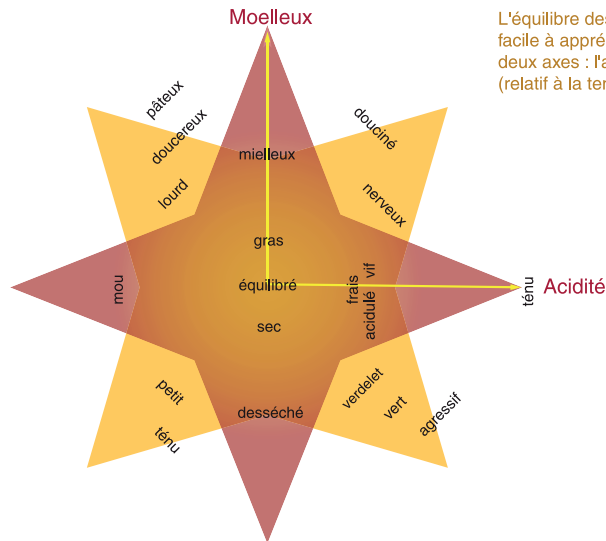 Moelleux
L'équilibre des
facile à appré
deux axes : l'a
(relatif à la ter
pâteux
doucereux
lourd
mielleux
douciné
nerveux
gras
mou
équilibré
frais
acidulé
vif
ténu
Acidité
sec
petit
ténu
desséché
verdelet
vert
agressif